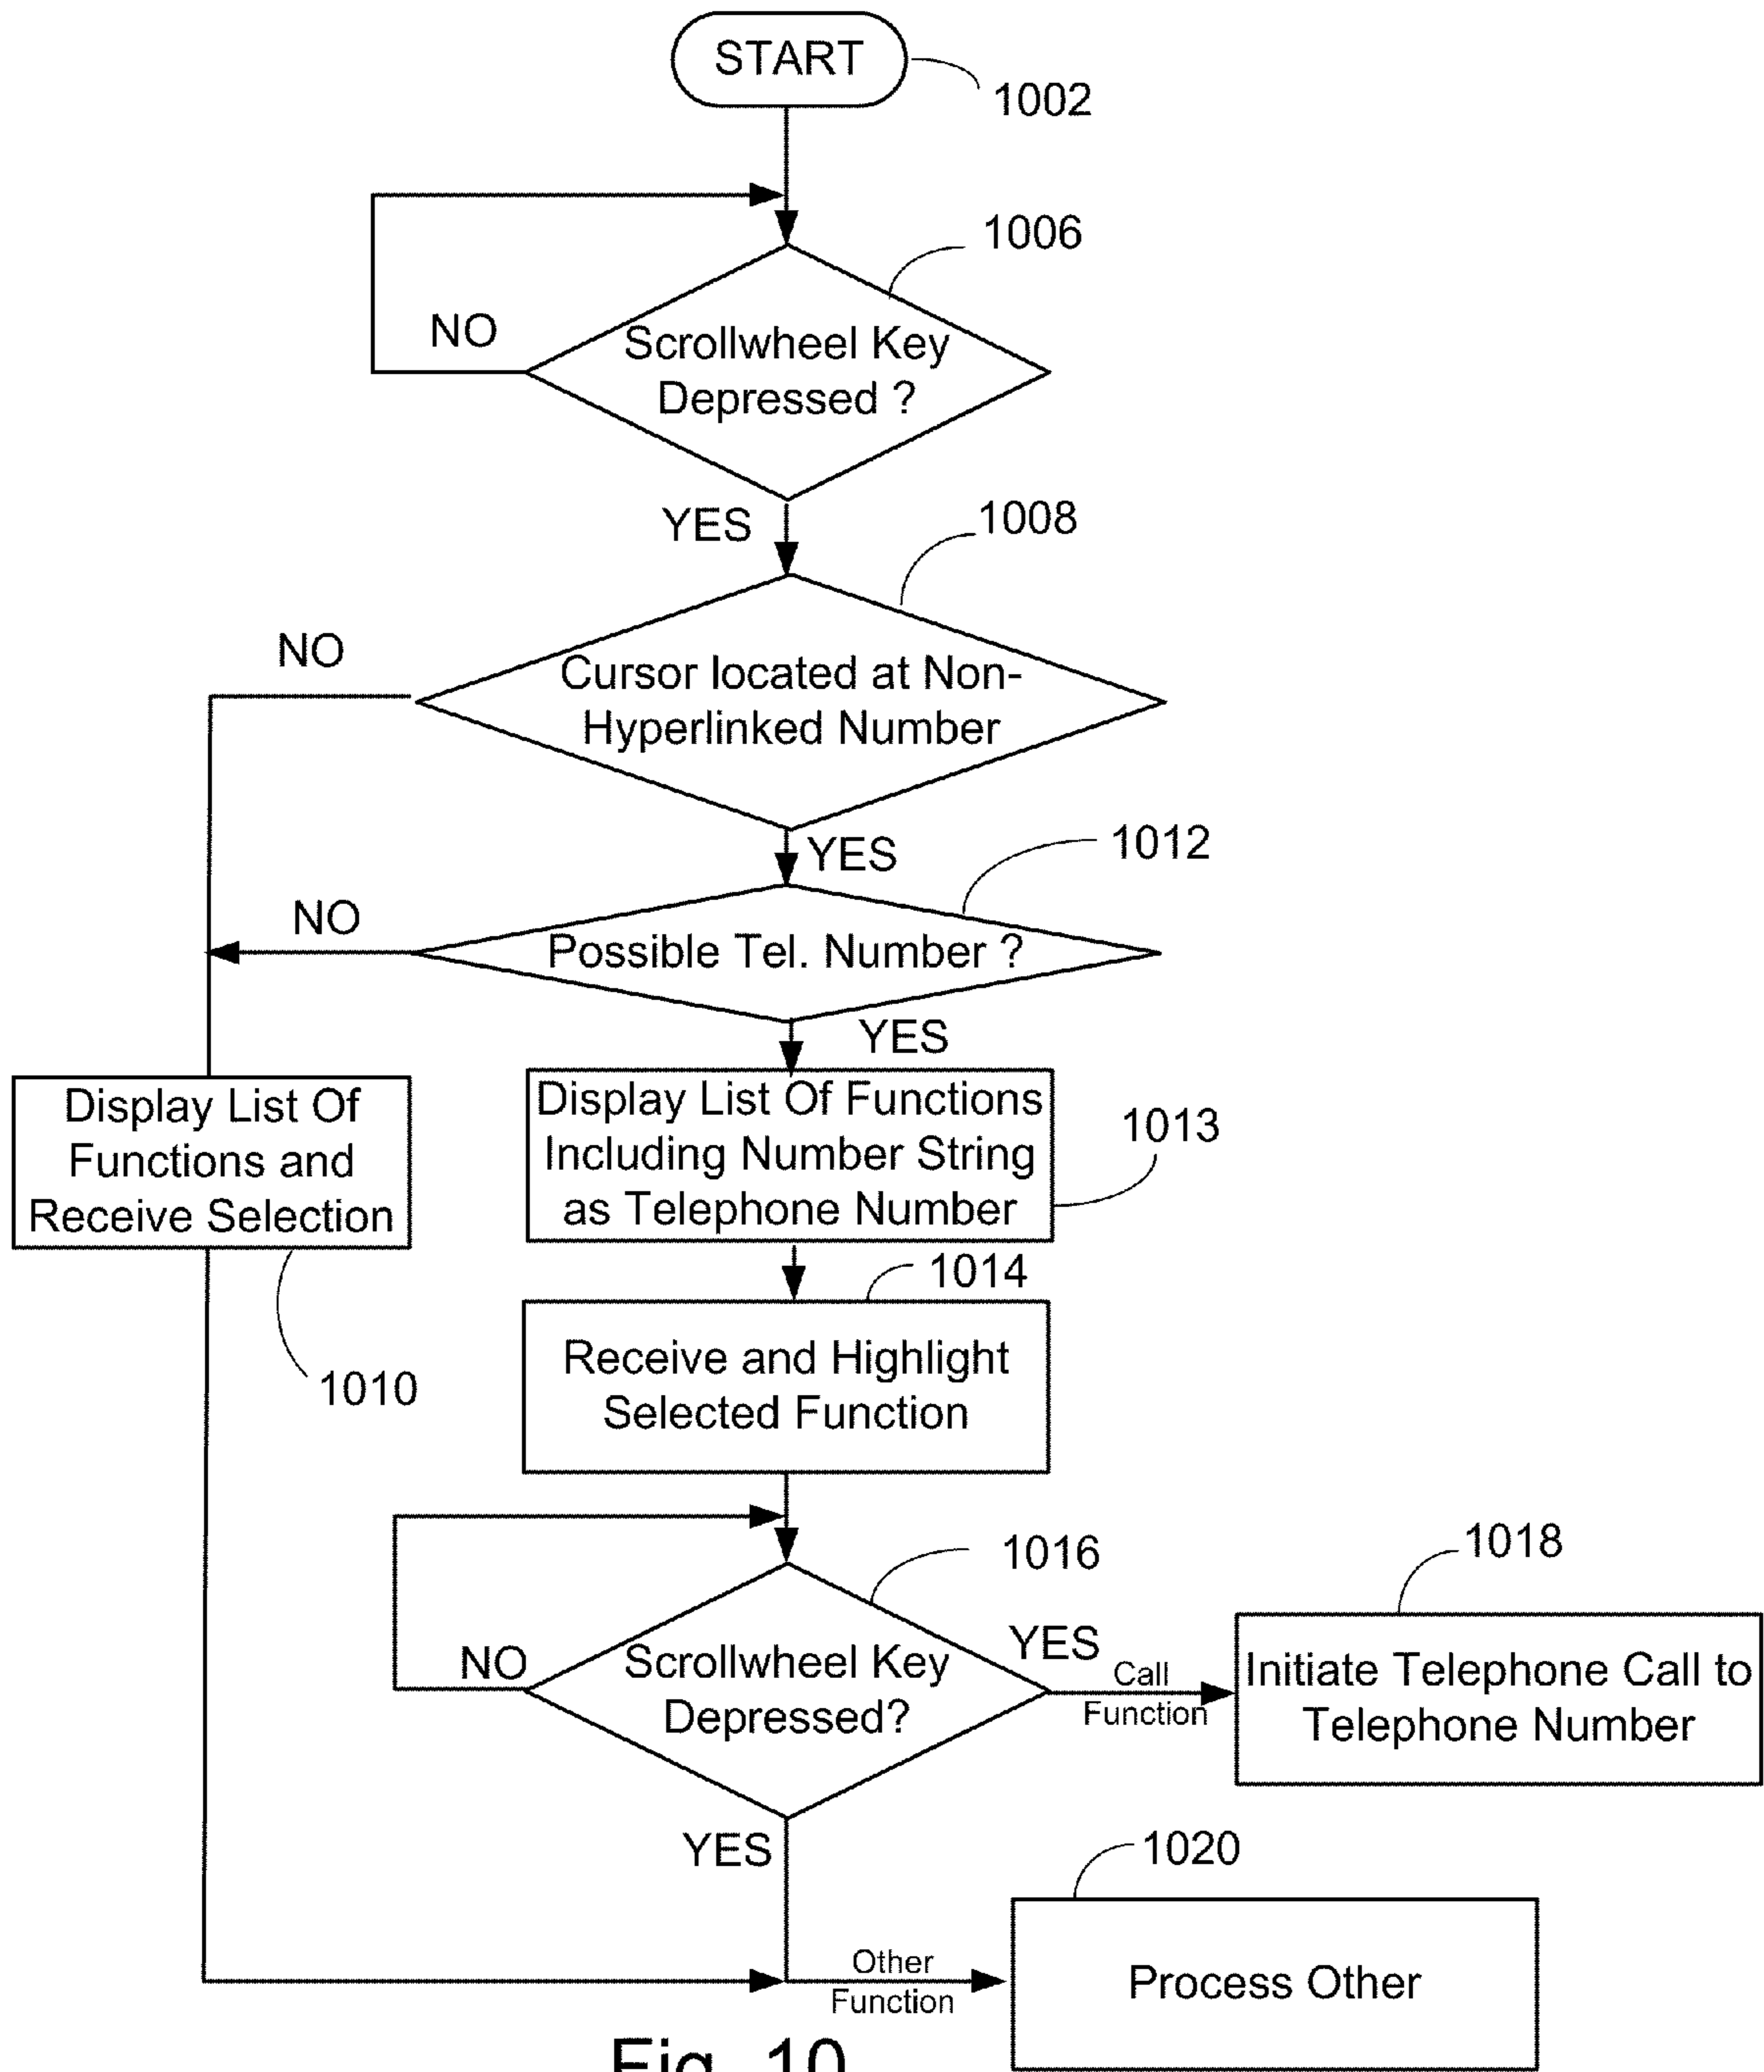 START
1002
1006
NO
Scrollwheel Key
Depressed ?
YES
1008
NO
Cursor located at Non-
Hyperlinked Number
YES
1012
NO
Possible Tel. Number ?
YES
Display List Of
Functions and
Receive Selection
1010
Display List Of Functions
Including Number String
as Telephone Number
1013
1014
Receive and Highlight
Selected Function
1016
NO
Scrollwheel Key
Depressed?
YES
Call
Function
1018
Initiate Telephone Call to
Telephone Number
YES
1020
Other
Function
Process Other
Fig. 10